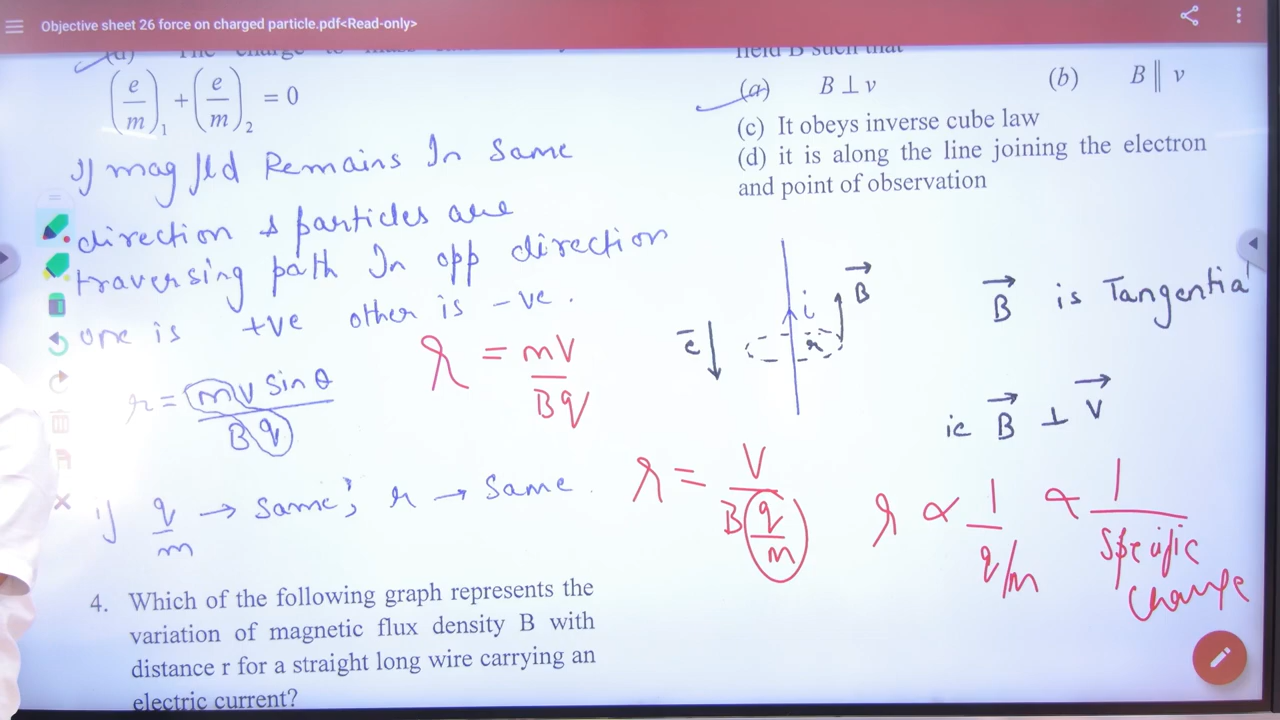 Objective sheet 26 force on charged particle.pdf<Read-only>
(d) The charge to
(e/m)₁ + (e/m)₂ = 0
If mag fld Remains In Same
direction & particles are
traversing path In opp direction
one is +ve other is -ve.
r = mv Sin θ / Bq
r = mV / Bq
If q/m → same; r → same.
4. Which of the following graph represents the
variation of magnetic flux density B with
distance r for a straight long wire carrying an
electric current?
field B such that
(a) B ⊥ v (b) B ∥ v
(c) It obeys inverse cube law
(d) it is along the line joining the electron
and point of observation
e⁻ i r B⃗
B⃗ is Tangential
ie B⃗ ⊥ V⃗
r = V / B(q/m)
r ∝ 1 / q/m ∝ 1 / Specific
Charge